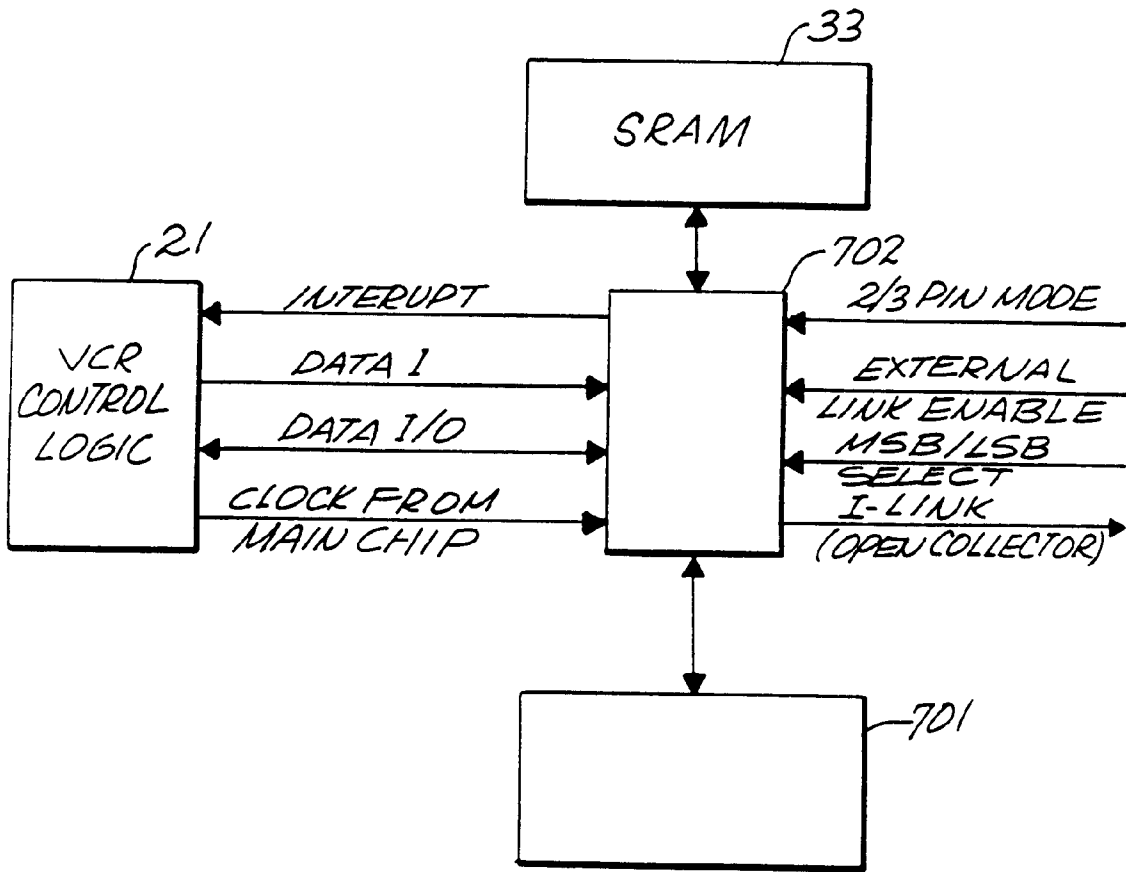 33
SRAM
21
VCR
CONTROL
LOGIC
INTERUPT
DATA I
DATA I/O
CLOCK FROM
MAIN CHIP
702
2/3 PIN MODE
EXTERNAL
LINK ENABLE
MSB/LSB
SELECT
I-LINK
(OPEN COLLECTOR)
701